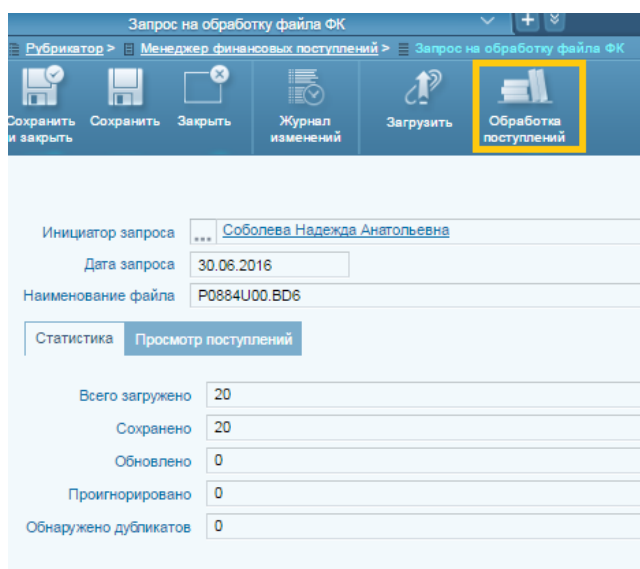 Запрос на обработку файла ФК
Рубрикатор > Менеджер финансовых поступлений > Запрос на обработку файла ФК
Сохранить и закрыть
Сохранить
Закрыть
Журнал изменений
Загрузить
Обработка поступлений
Инициатор запроса ... Соболева Надежда Анатольевна
Дата запроса 30.06.2016
Наименование файла P0884U00.BD6
Статистика Просмотр поступлений
Всего загружено 20
Сохранено 20
Обновлено 0
Проигнорировано 0
Обнаружено дубликатов 0